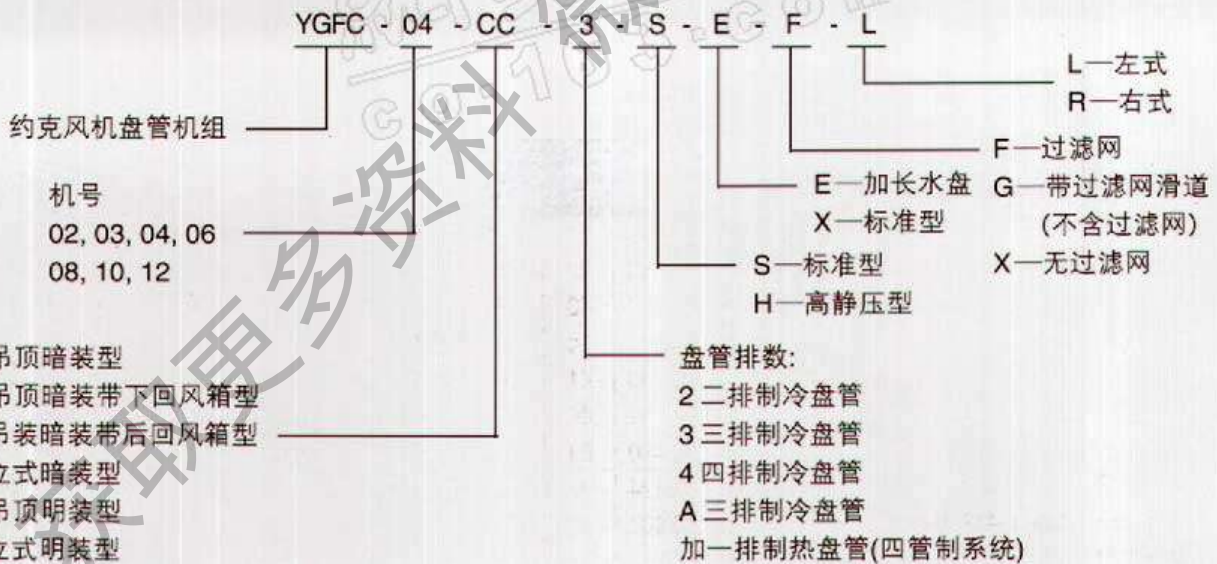 YGFC - 04 - CC - 3 - S - E - F - L
L—左式
R—右式
约克风机盘管机组
F—过滤网
G—带过滤网滑道
(不含过滤网)
X—无过滤网
E—加长水盘
X—标准型
机号
02, 03, 04, 06
08, 10, 12
S—标准型
H—高静压型
吊顶暗装型
吊顶暗装带下回风箱型
吊装暗装带后回风箱型
立式暗装型
吊顶明装型
立式明装型
盘管排数:
2 二排制冷盘管
3 三排制冷盘管
4 四排制冷盘管
A 三排制冷盘管
加一排制热盘管(四管制系统)
获取更多资料 微